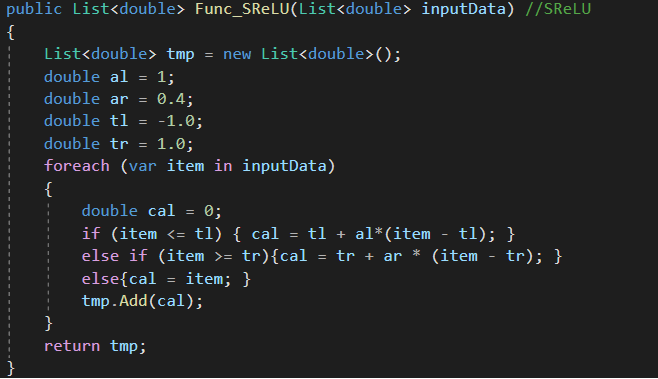 public List<double> Func_SReLU(List<double> inputData) //SReLU
{
    List<double> tmp = new List<double>();
    double al = 1;
    double ar = 0.4;
    double tl = -1.0;
    double tr = 1.0;
    foreach (var item in inputData)
    {
        double cal = 0;
        if (item <= tl) { cal = tl + al*(item - tl); }
        else if (item >= tr){cal = tr + ar * (item - tr); }
        else{cal = item; }
        tmp.Add(cal);
    }
    return tmp;
}